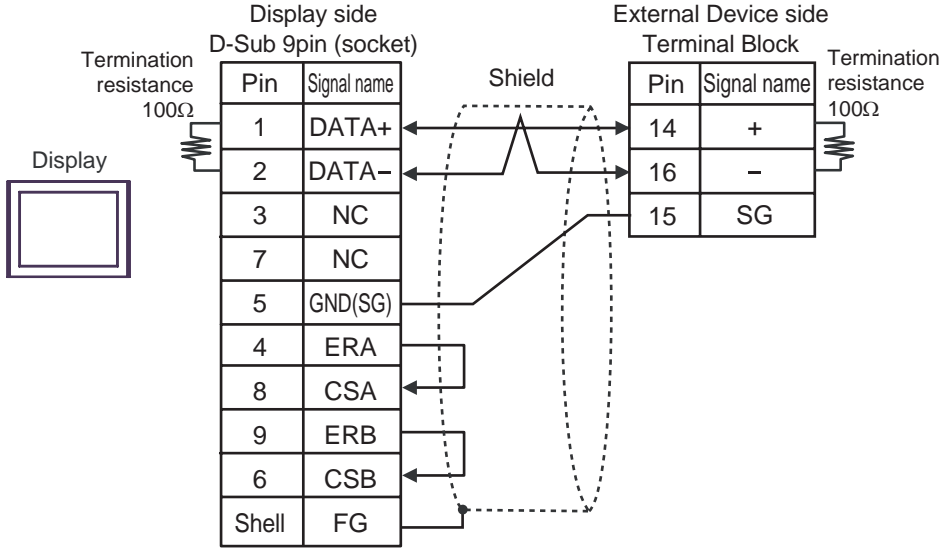 Display side
D-Sub 9pin (socket)
External Device side
Terminal Block
Termination
resistance
100Ω
Shield
Termination
resistance
100Ω
Display
Pin Signal name
1 DATA+
2 DATA−
3 NC
7 NC
5 GND(SG)
4 ERA
8 CSA
9 ERB
6 CSB
Shell FG
Pin Signal name
14 +
16 −
15 SG